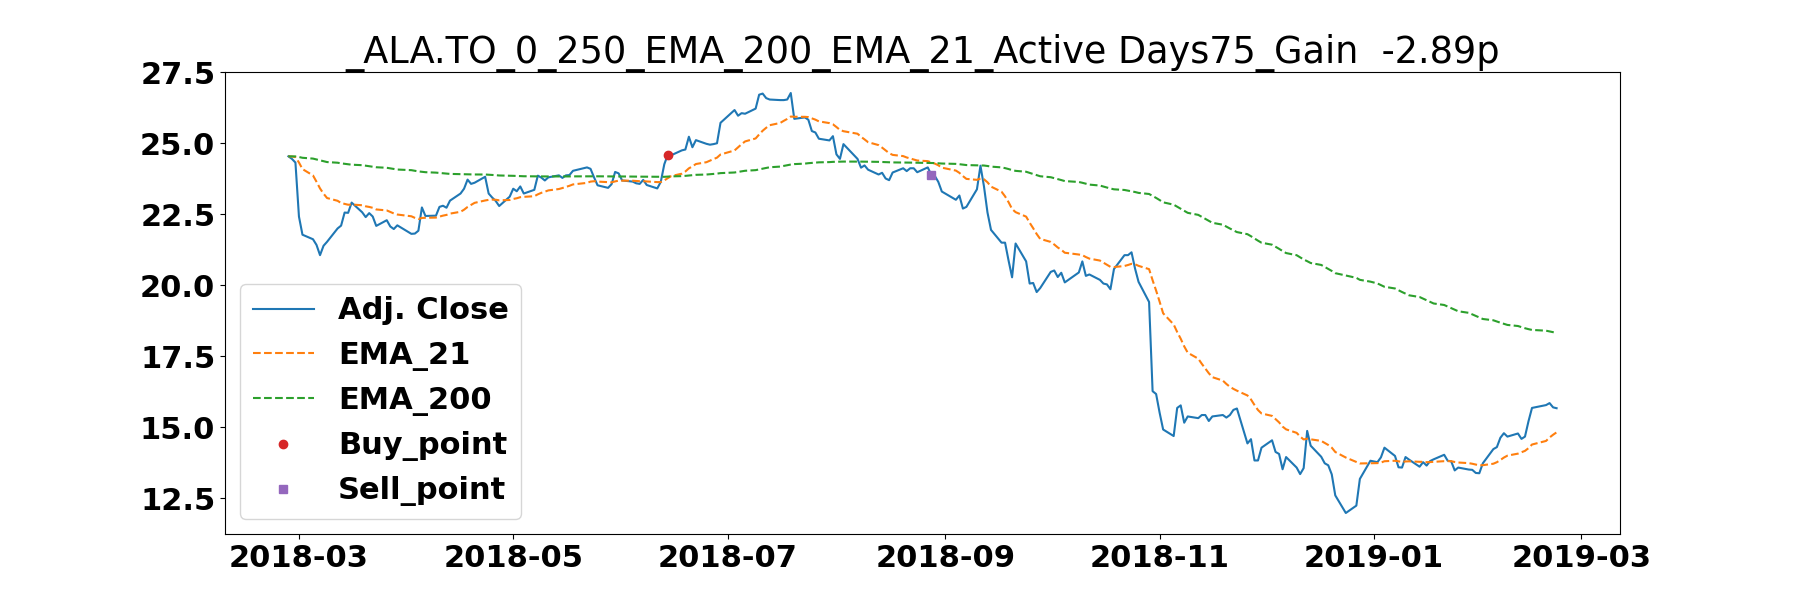 _ALA.TO_0_250_EMA_200_EMA_21_Active Days75_Gain  -2.89p
27.5
25.0
22.5
20.0
17.5
15.0
12.5
Adj. Close
EMA_21
EMA_200
Buy_point
Sell_point
2018-03 2018-05 2018-07 2018-09 2018-11 2019-01 2019-03